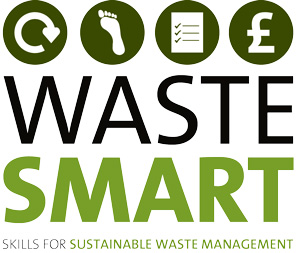 £
WASTE
SMART
SKILLS FOR SUSTAINABLE WASTE MANAGEMENT